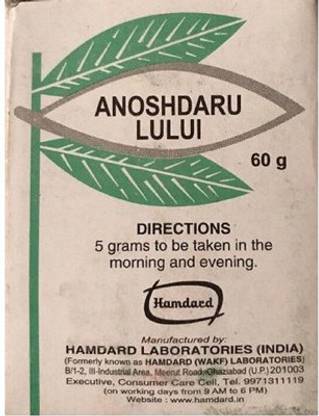 ANOSHDARU
LULUI
60 g
DIRECTIONS
5 grams to be taken in the
morning and evening.
Hamdard
Manufactured by:
HAMDARD LABORATORIES (INDIA)
(Formerly known as HAMDARD (WAKF) LABORATORIES)
B/1-2, III-Industrial Area, Meerut Road, Ghaziabad (U.P.) 201003
Executive, Consumer Care Cell, Tel. 9971311119
(on working days from 9 AM to 6 PM)
Website : www.hamdard.in